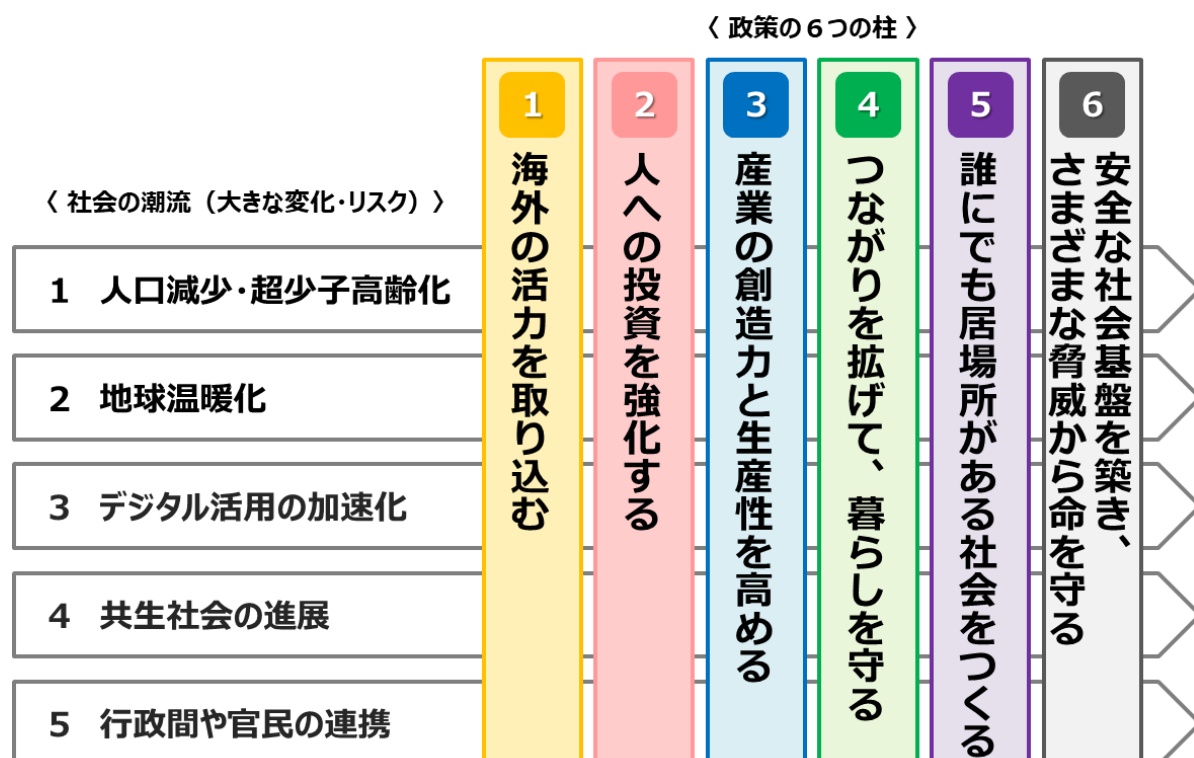 〈 政策の６つの柱 〉
1
海外の活力を取り込む
2
人への投資を強化する
3
産業の創造力と生産性を高める
4
つながりを拡げて、暮らしを守る
5
誰にでも居場所がある社会をつくる
6
安全な社会基盤を築き、
さまざまな脅威から命を守る
〈 社会の潮流（大きな変化・リスク）〉
1 人口減少・超少子高齢化
2 地球温暖化
3 デジタル活用の加速化
4 共生社会の進展
5 行政間や官民の連携